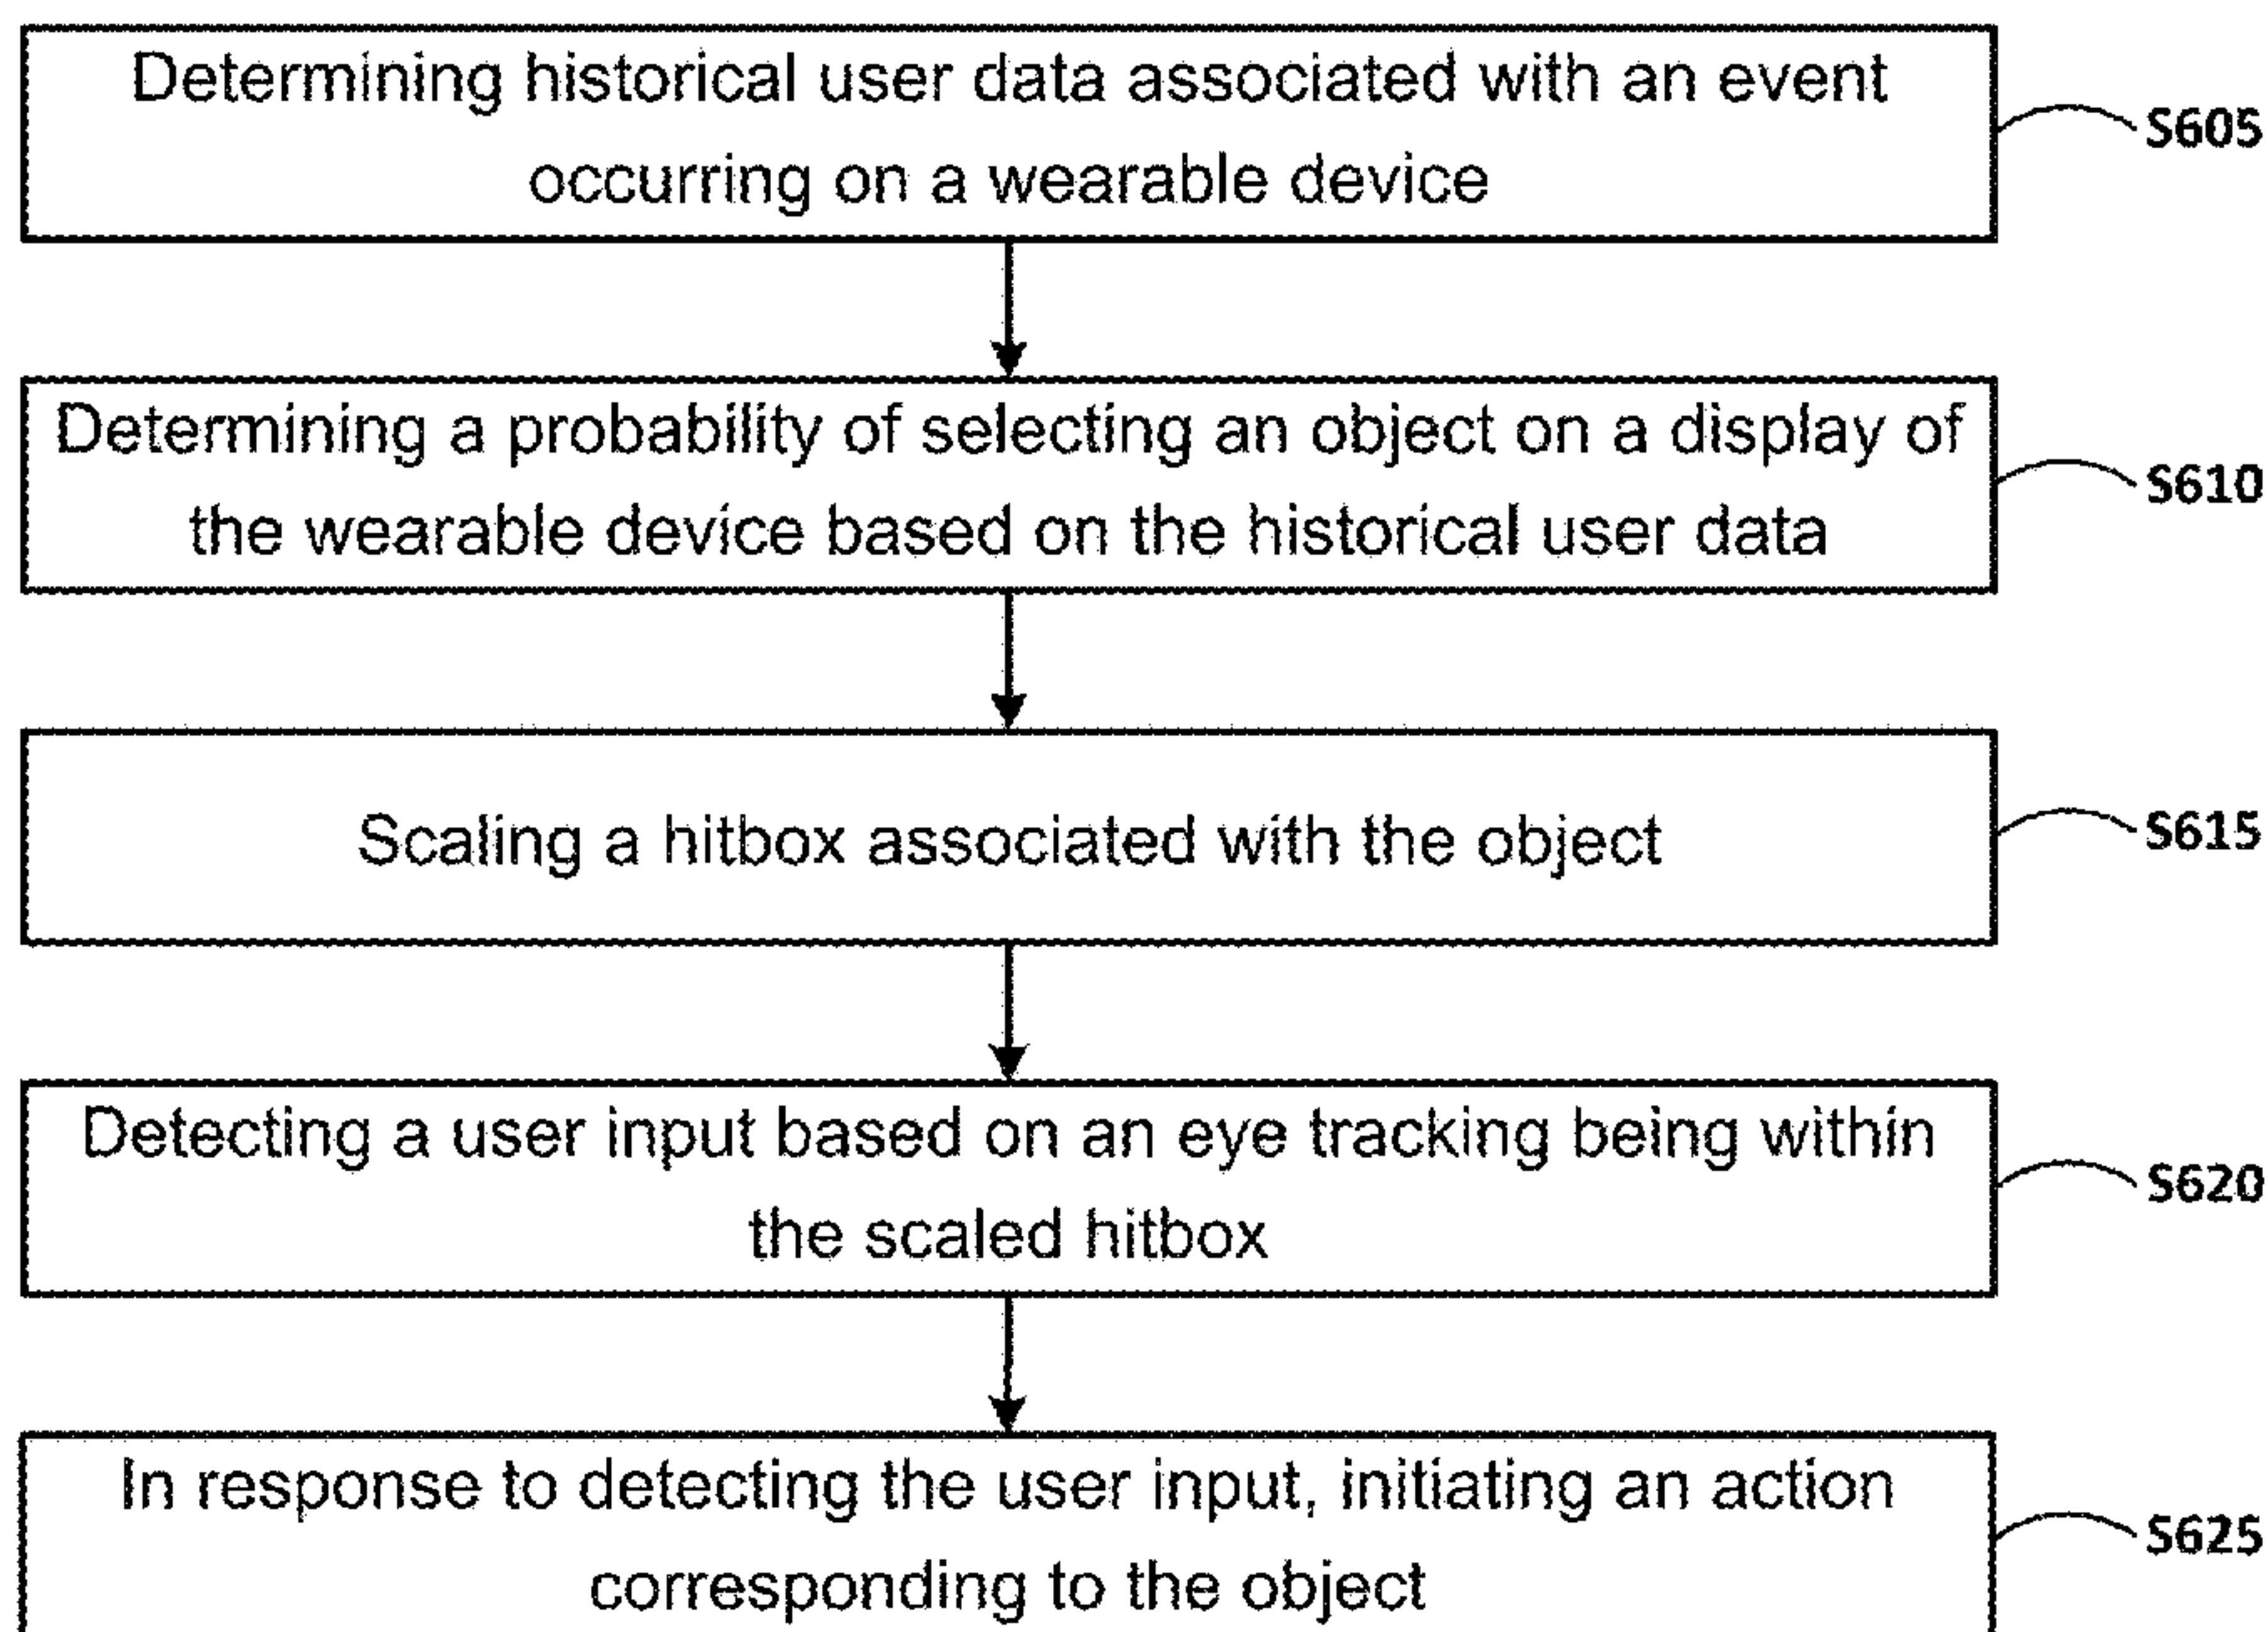 Determining historical user data associated with an event
occurring on a wearable device
S605
Determining a probability of selecting an object on a display of
the wearable device based on the historical user data
S610
Scaling a hitbox associated with the object
S615
Detecting a user input based on an eye tracking being within
the scaled hitbox
S620
In response to detecting the user input, initiating an action
corresponding to the object
S625